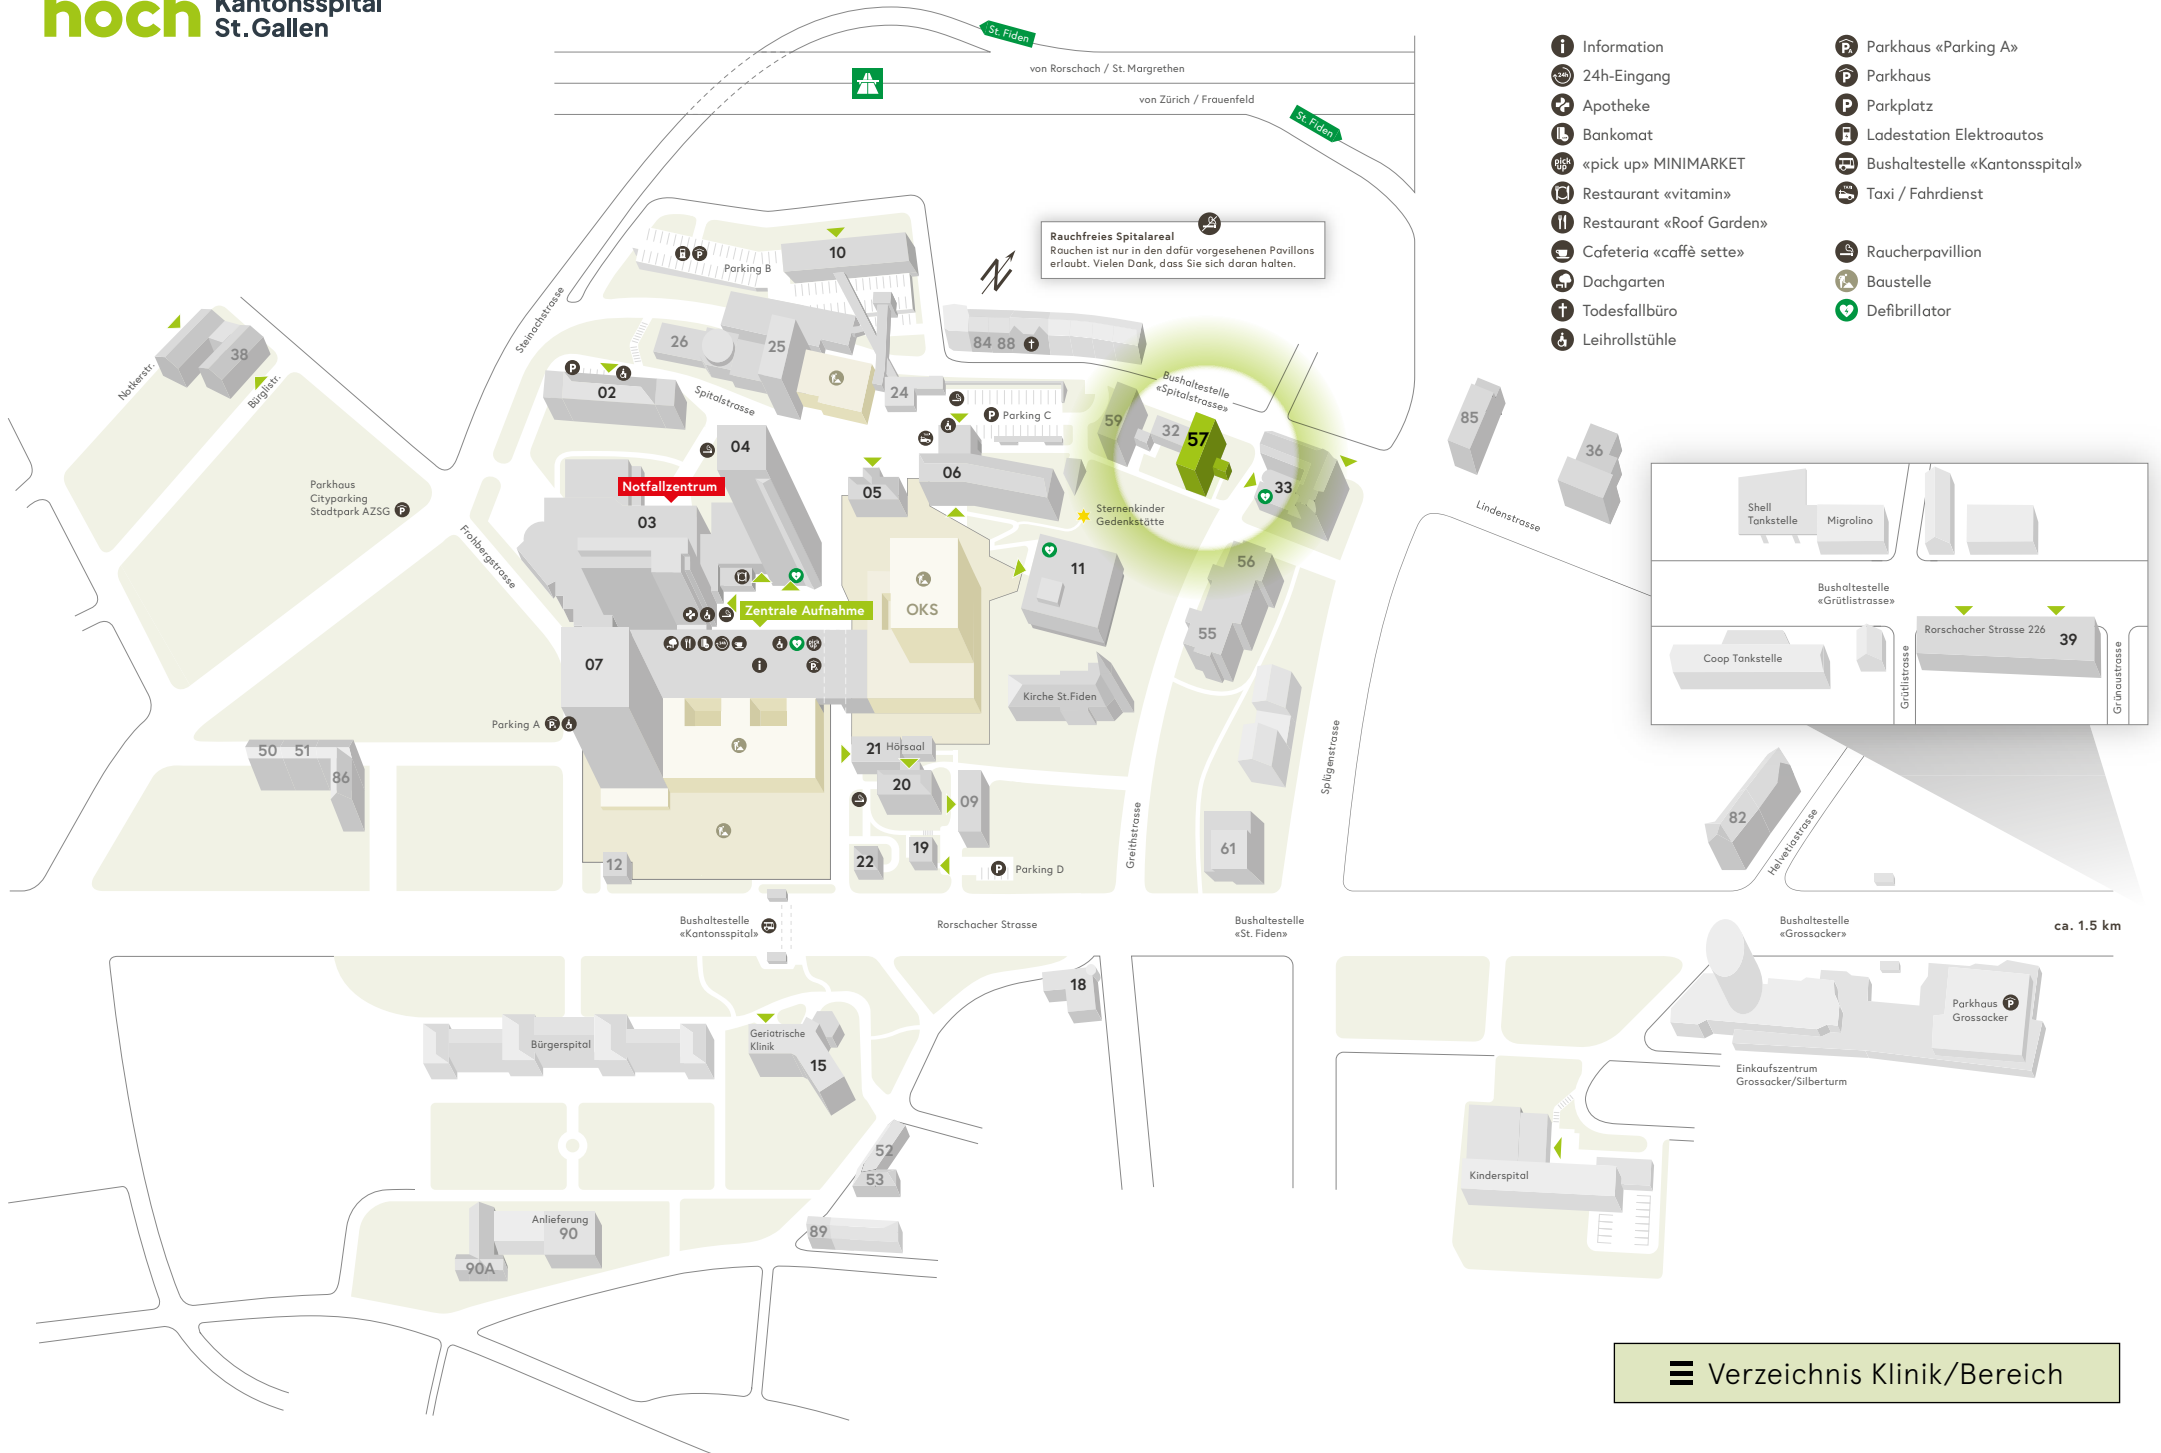 hoch Kantonsspital
St.Gallen
St. Fiden
von Rorschach / St. Margrethen
von Zürich / Frauenfeld
St. Fiden
Information
24h-Eingang
Apotheke
Bankomat
«pick up» MINIMARKET
Restaurant «vitamin»
Restaurant «Roof Garden»
Cafeteria «caffè sette»
Dachgarten
Todesfallbüro
Leihrollstühle
Parkhaus «Parking A»
Parkhaus
Parkplatz
Ladestation Elektroautos
Bushaltestelle «Kantonsspital»
Taxi / Fahrdienst
Raucherpavillion
Baustelle
Defibrillator
Rauchfreies Spitalareal
Rauchen ist nur in den dafür vorgesehenen Pavillons
erlaubt. Vielen Dank, dass Sie sich daran halten.
N
Parking B
10
Steinachstrasse
26
25
84 88
38
Notkerstr.
Bürglistr.
02
Spitalstrasse
24
Parking C
Bushaltestelle
«Spitalstrasse»
59
32
57
33
85
36
04
Notfallzentrum
03
05
06
Sternenkinder
Gedenkstätte
Parkhaus
Cityparking
Stadtpark AZSG
Frohbergstrasse
Lindenstrasse
11
56
55
OKS
Zentrale Aufnahme
pick up
07
Kirche St.Fiden
Parking A
50 51
86
21 Hörsaal
20
09
19
22
Parking D
12
61
Greithstrasse
Splügenstrasse
Shell
Tankstelle
Migrolino
Bushaltestelle
«Grütlistrasse»
Coop Tankstelle
Rorschacher Strasse 226
39
Grütlistrasse
Grünaustrasse
82
Helvetiastrasse
Bushaltestelle
«Kantonsspital»
Rorschacher Strasse
Bushaltestelle
«St. Fiden»
Bushaltestelle
«Grossacker»
ca. 1.5 km
18
Bürgerspital
Geriatrische
Klinik
15
Parkhaus
Grossacker
Einkaufszentrum
Grossacker/Silberturm
52
53
89
Kinderspital
Anlieferung
90
90A
Verzeichnis Klinik/Bereich